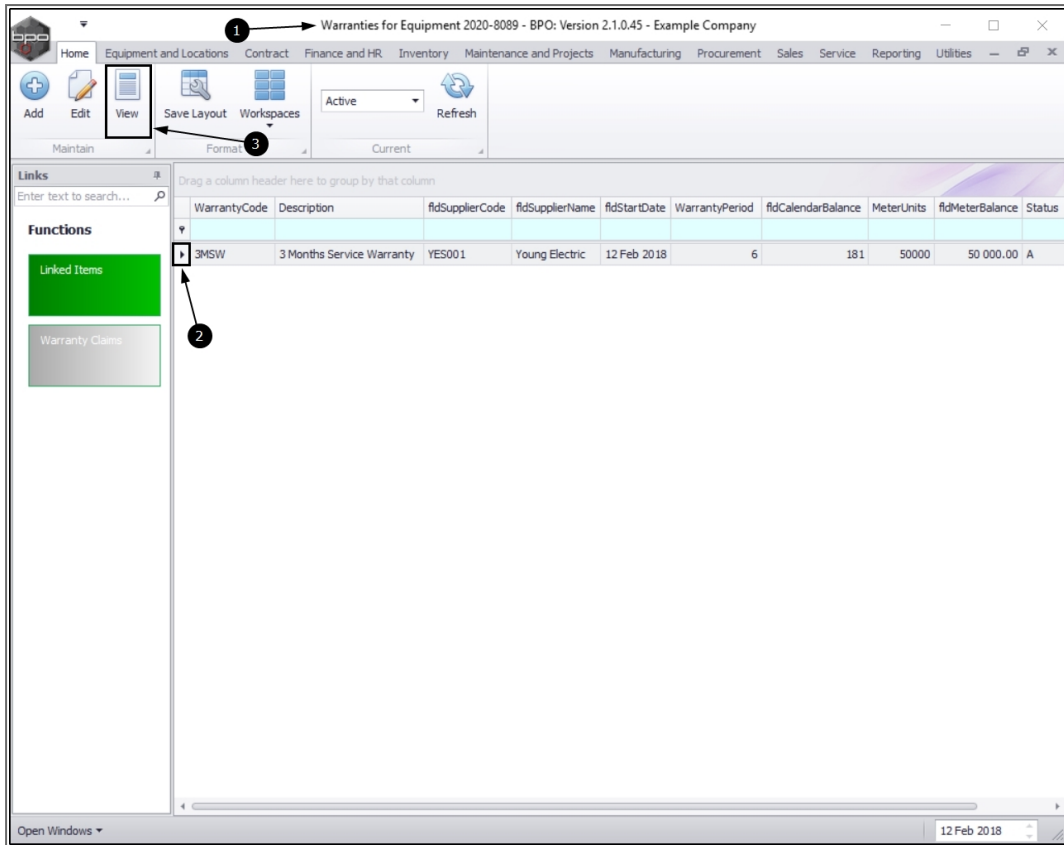 1
Warranties for Equipment 2020-8089 - BPO: Version 2.1.0.45 - Example Company
bpo
Home Equipment and Locations Contract Finance and HR Inventory Maintenance and Projects Manufacturing Procurement Sales Service Reporting Utilities
Add Edit View Save Layout Workspaces Active Refresh
3
Maintain Format Current
Links
Enter text to search...
Functions
Linked Items
Warranty Claims
Drag a column header here to group by that column
WarrantyCode Description fldSupplierCode fldSupplierName fldStartDate WarrantyPeriod fldCalendarBalance MeterUnits fldMeterBalance Status
3MSW 3 Months Service Warranty YES001 Young Electric 12 Feb 2018 6 181 50000 50 000.00 A
2
Open Windows 12 Feb 2018